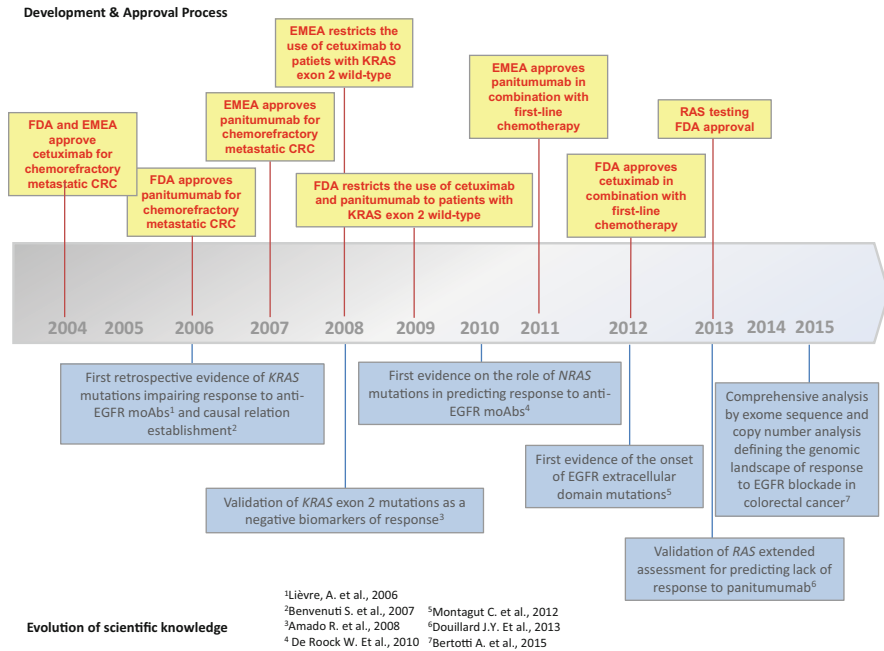 Development & Approval Process
EMEA restricts the
use of cetuximab to
patiets with KRAS
exon 2 wild-type
EMEA approves
panitumumab in
combination with
first-line
chemotherapy
EMEA approves
panitumumab for
chemorefractory
metastatic CRC
RAS testing
FDA approval
FDA and EMEA
approve
cetuximab for
chemorefractory
metastatic CRC
FDA approves
panitumumab for
chemorefractory
metastatic CRC
FDA restricts the use of cetuximab
and panitumumab to patients with
KRAS exon 2 wild-type
FDA approves
cetuximab in
combination with
first-line
chemotherapy
2004 2005 2006 2007 2008 2009 2010 2011 2012 2013 2014 2015
First retrospective evidence of KRAS
mutations impairing response to anti-
EGFR moAbs¹ and causal relation
establishment²
First evidence on the role of NRAS
mutations in predicting response to anti-
EGFR moAbs⁴
Comprehensive analysis
by exome sequence and
copy number analysis
defining the genomic
landscape of response
to EGFR blockade in
colorectal cancer⁷
First evidence of the onset
of EGFR extracellular
domain mutations⁵
Validation of KRAS exon 2 mutations as a
negative biomarkers of response³
Validation of RAS extended
assessment for predicting lack of
response to panitumumab⁶
Evolution of scientific knowledge
¹Lièvre, A. et al., 2006
²Benvenuti S. et al., 2007
³Amado R. et al., 2008
⁴ De Roock W. Et al., 2010
⁵Montagut C. et al., 2012
⁶Douillard J.Y. Et al., 2013
⁷Bertotti A. et al., 2015